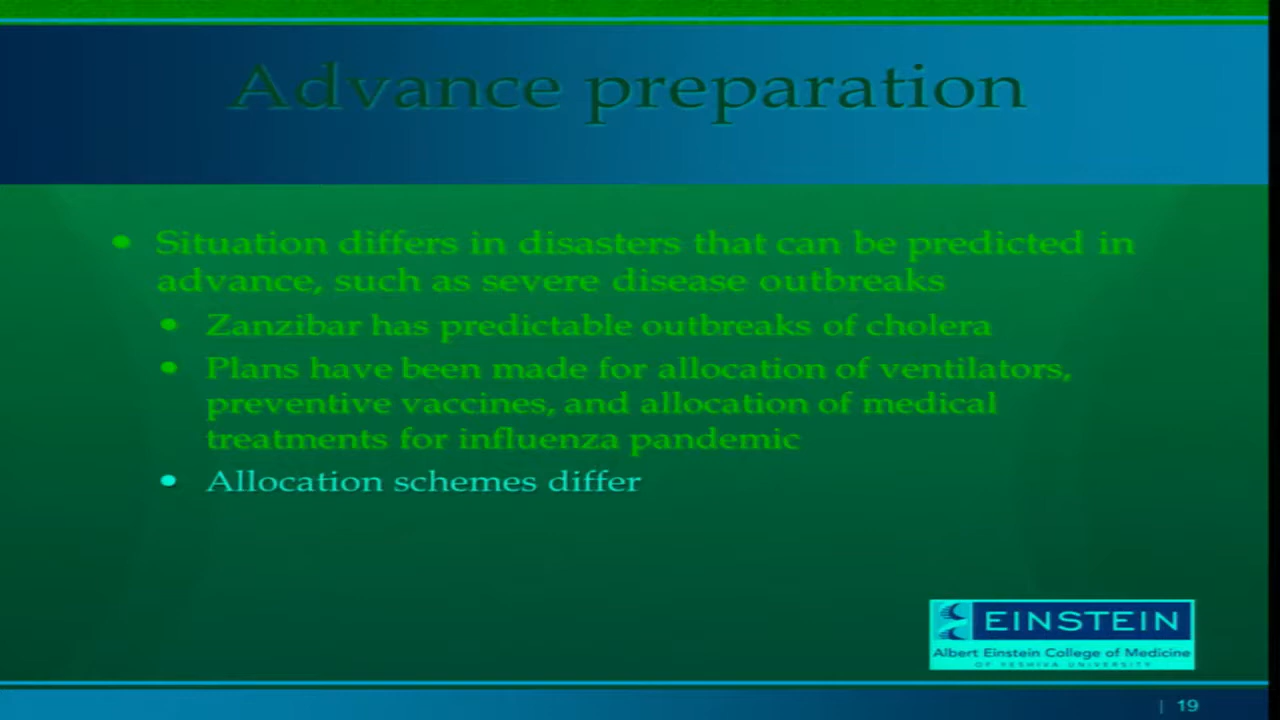 Advance preparation
• Situation differs in disasters that can be predicted in
advance, such as severe disease outbreaks
• Zanzibar has predictable outbreaks of cholera
• Plans have been made for allocation of ventilators,
preventive vaccines, and allocation of medical
treatments for influenza pandemic
• Allocation schemes differ
EINSTEIN
Albert Einstein College of Medicine
OF YESHIVA UNIVERSITY
| 19